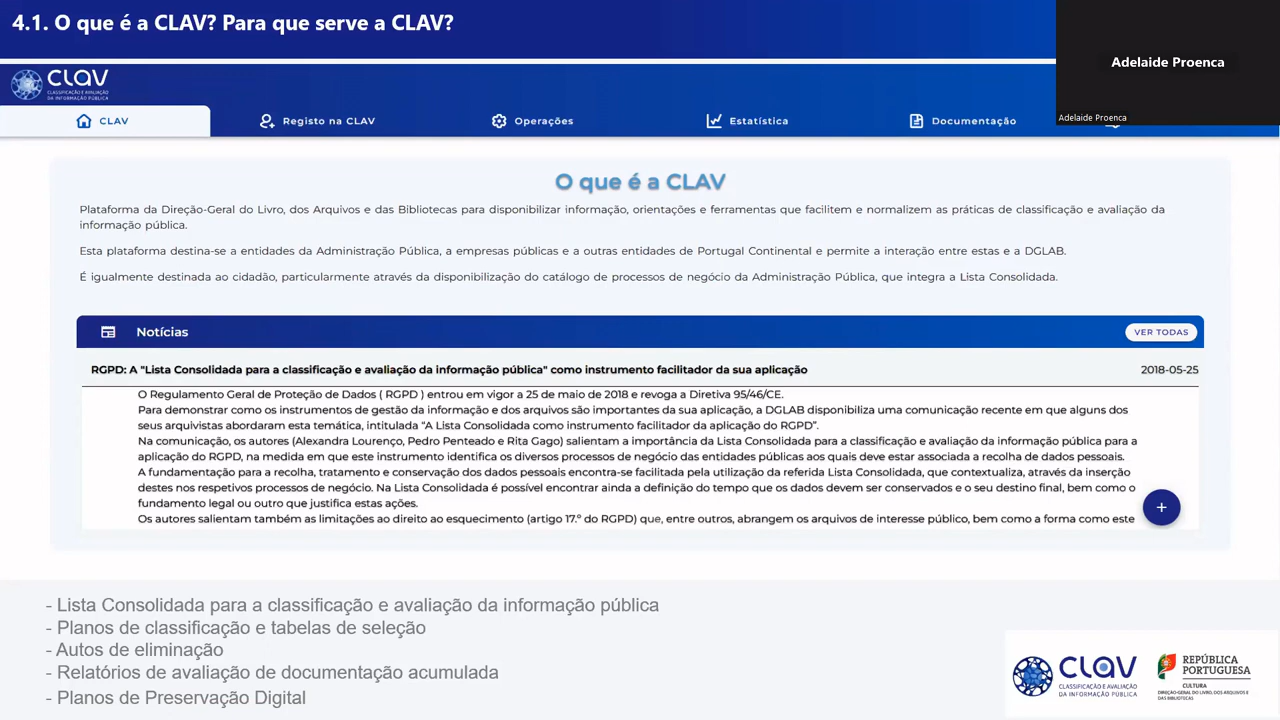 4.1. O que é a CLAV? Para que serve a CLAV?
Adelaide Proenca
Adelaide Proenca
CLAV
CLASSIFICAÇÃO E AVALIAÇÃO
DA INFORMAÇÃO PÚBLICA
CLAV
Registo na CLAV
Operações
Estatística
Documentação
O que é a CLAV
Plataforma da Direção-Geral do Livro, dos Arquivos e das Bibliotecas para disponibilizar informação, orientações e ferramentas que facilitem e normalizem as práticas de classificação e avaliação da
informação pública.
Esta plataforma destina-se a entidades da Administração Pública, a empresas públicas e a outras entidades de Portugal Continental e permite a interação entre estas e a DGLAB.
É igualmente destinada ao cidadão, particularmente através da disponibilização do catálogo de processos de negócio da Administração Pública, que integra a Lista Consolidada.
Notícias
VER TODAS
RGPD: A "Lista Consolidada para a classificação e avaliação da informação pública" como instrumento facilitador da sua aplicação
2018-05-25
O Regulamento Geral de Proteção de Dados ( RGPD ) entrou em vigor a 25 de maio de 2018 e revoga a Diretiva 95/46/CE.
Para demonstrar como os instrumentos de gestão da informação e dos arquivos são importantes da sua aplicação, a DGLAB disponibiliza uma comunicação recente em que alguns dos
seus arquivistas abordaram esta temática, intitulada “A Lista Consolidada como instrumento facilitador da aplicação do RGPD”.
Na comunicação, os autores (Alexandra Lourenço, Pedro Penteado e Rita Gago) salientam a importância da Lista Consolidada para a classificação e avaliação da informação pública para a
aplicação do RGPD, na medida em que este instrumento identifica os diversos processos de negócio das entidades públicas aos quais deve estar associada a recolha de dados pessoais.
A fundamentação para a recolha, tratamento e conservação dos dados pessoais encontra-se facilitada pela utilização da referida Lista Consolidada, que contextualiza, através da inserção
destes nos respetivos processos de negócio. Na Lista Consolidada é possível encontrar ainda a definição do tempo que os dados devem ser conservados e o seu destino final, bem como o
fundamento legal ou outro que justifica estas ações.
Os autores salientam também as limitações ao direito ao esquecimento (artigo 17.º do RGPD) que, entre outros, abrangem os arquivos de interesse público, bem como a forma como este
+
- Lista Consolidada para a classificação e avaliação da informação pública
- Planos de classificação e tabelas de seleção
- Autos de eliminação
- Relatórios de avaliação de documentação acumulada
- Planos de Preservação Digital
CLAV
CLASSIFICAÇÃO E AVALIAÇÃO
DA INFORMAÇÃO PÚBLICA
REPÚBLICA
PORTUGUESA
CULTURA
DIREÇÃO-GERAL DO LIVRO, DOS ARQUIVOS E
DAS BIBLIOTECAS